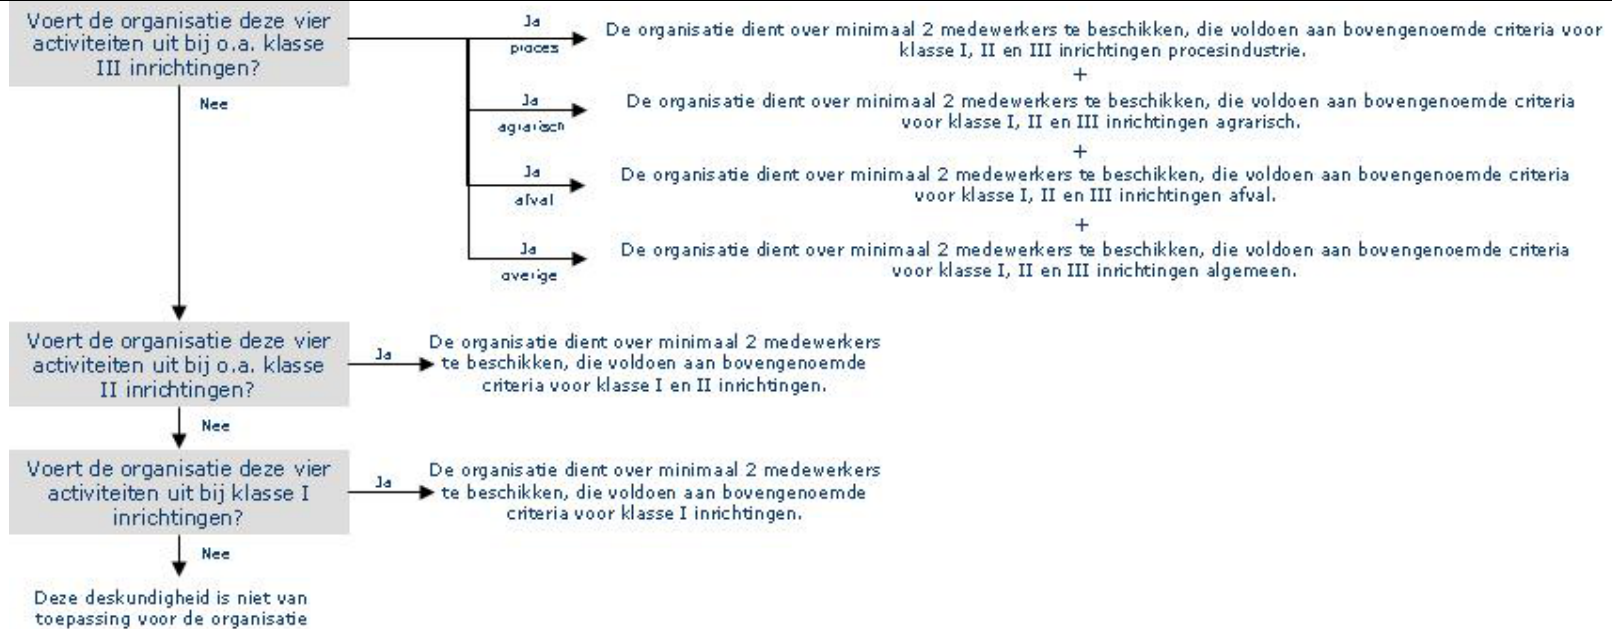 Voert de organisatie deze vier
activiteiten uit bij o.a. klasse
III inrichtingen?
Nee
Ja
proces
De organisatie dient over minimaal 2 medewerkers te beschikken, die voldoen aan bovengenoemde criteria voor
klasse I, II en III inrichtingen procesindustrie.
+
Ja
agrarisch
De organisatie dient over minimaal 2 medewerkers te beschikken, die voldoen aan bovengenoemde criteria
voor klasse I, II en III inrichtingen agrarisch.
+
Ja
afval
De organisatie dient over minimaal 2 medewerkers te beschikken, die voldoen aan bovengenoemde criteria
voor klasse I, II en III inrichtingen afval.
+
Ja
overige
De organisatie dient over minimaal 2 medewerkers te beschikken, die voldoen aan bovengenoemde criteria
voor klasse I, II en III inrichtingen algemeen.
Voert de organisatie deze vier
activiteiten uit bij o.a. klasse
II inrichtingen?
Ja
De organisatie dient over minimaal 2 medewerkers
te beschikken, die voldoen aan bovengenoemde
criteria voor klasse I en II inrichtingen.
Nee
Voert de organisatie deze vier
activiteiten uit bij klasse I
inrichtingen?
Ja
De organisatie dient over minimaal 2 medewerkers
te beschikken, die voldoen aan bovengenoemde
criteria voor klasse I inrichtingen.
Nee
Deze deskundigheid is niet van
toepassing voor de organisatie